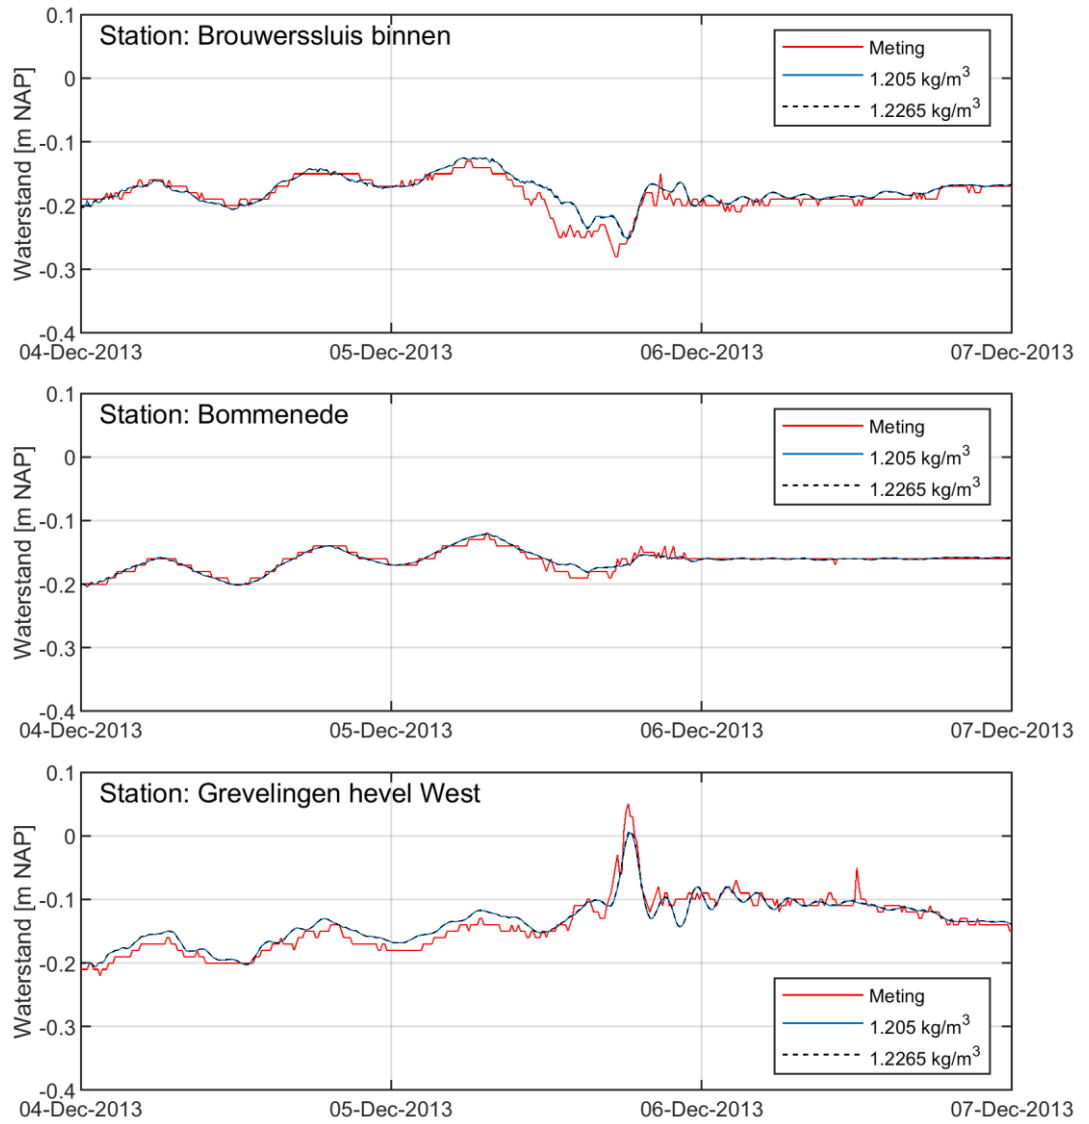 Station: Brouwerssluis binnen
Waterstand [m NAP]
0.1
0
-0.1
-0.2
-0.3
-0.4
04-Dec-2013
05-Dec-2013
06-Dec-2013
07-Dec-2013
Meting
1.205 kg/m³
1.2265 kg/m³
Station: Bommenede
Waterstand [m NAP]
0.1
0
-0.1
-0.2
-0.3
-0.4
04-Dec-2013
05-Dec-2013
06-Dec-2013
07-Dec-2013
Meting
1.205 kg/m³
1.2265 kg/m³
Station: Grevelingen hevel West
Waterstand [m NAP]
0.1
0
-0.1
-0.2
-0.3
-0.4
04-Dec-2013
05-Dec-2013
06-Dec-2013
07-Dec-2013
Meting
1.205 kg/m³
1.2265 kg/m³